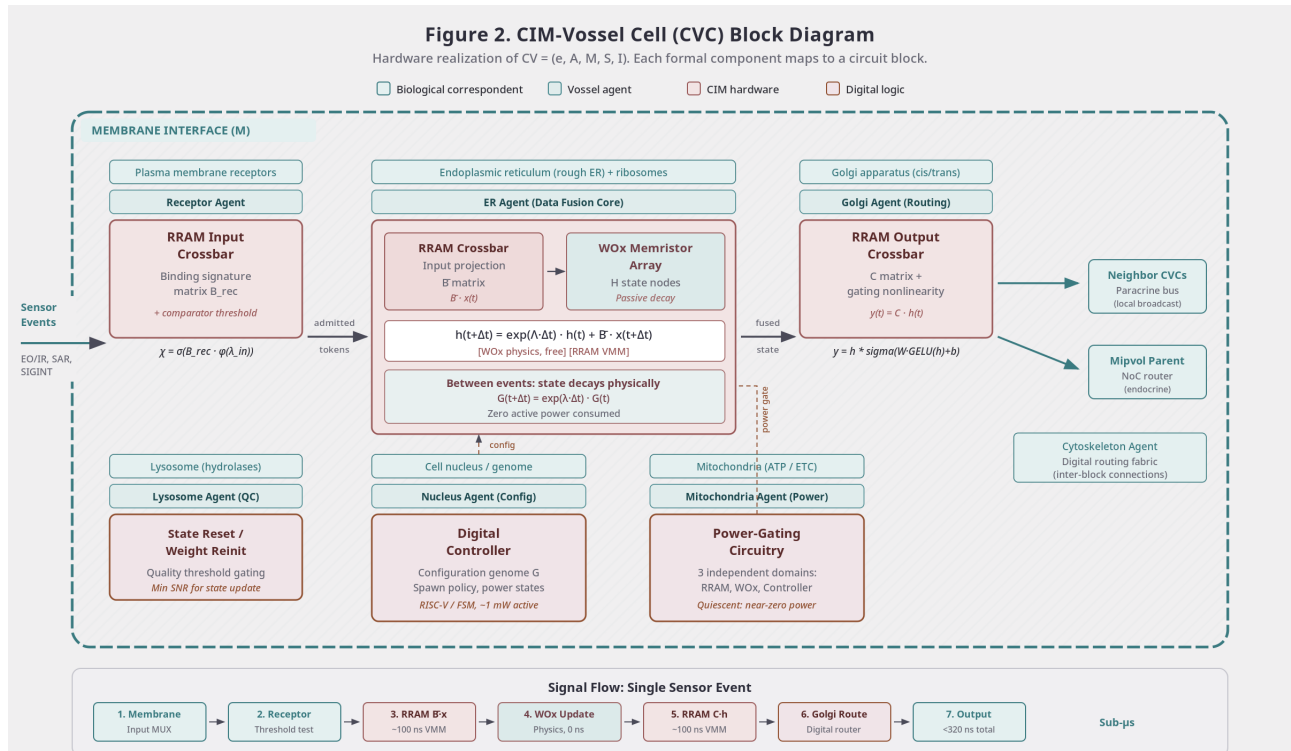 Figure 2. CIM-Vossel Cell (CVC) Block Diagram
Hardware realization of CV = (e, A, M, S, I). Each formal component maps to a circuit block.
Biological correspondent
Vossel agent
CIM hardware
Digital logic
MEMBRANE INTERFACE (M)
Plasma membrane receptors
Receptor Agent
RRAM Input
Crossbar
Binding signature
matrix B_rec
+ comparator threshold
χ = σ(B_rec · φ(λ_in))
Sensor
Events
EO/IR, SAR,
SIGINT
admitted
tokens
Endoplasmic reticulum (rough ER) + ribosomes
ER Agent (Data Fusion Core)
RRAM Crossbar
Input projection
B̄ matrix
B̄ · x(t)
WOx Memristor
Array
H state nodes
Passive decay
h(t+Δt) = exp(Λ·Δt) · h(t) + B̄ · x(t+Δt)
[WOx physics, free] [RRAM VMM]
Between events: state decays physically
G(t+Δt) = exp(λ·Δt) · G(t)
Zero active power consumed
fused
state
Golgi apparatus (cis/trans)
Golgi Agent (Routing)
RRAM Output
Crossbar
C matrix +
gating nonlinearity
y(t) = C · h(t)
y = h * sigma(W·GELU(h)+b)
Neighbor CVCs
Paracrine bus
(local broadcast)
Mipvol Parent
NoC router
(endocrine)
Cytoskeleton Agent
Digital routing fabric
(inter-block connections)
config
power gate
Lysosome (hydrolases)
Lysosome Agent (QC)
State Reset /
Weight Reinit
Quality threshold gating
Min SNR for state update
Cell nucleus / genome
Nucleus Agent (Config)
Digital
Controller
Configuration genome G
Spawn policy, power states
RISC-V / FSM, ~1 mW active
Mitochondria (ATP / ETC)
Mitochondria Agent (Power)
Power-Gating
Circuitry
3 independent domains:
RRAM, WOx, Controller
Quiescent: near-zero power
Signal Flow: Single Sensor Event
1. Membrane
Input MUX
2. Receptor
Threshold test
3. RRAM B̄·x
~100 ns VMM
4. WOx Update
Physics, 0 ns
5. RRAM C·h
~100 ns VMM
6. Golgi Route
Digital router
7. Output
<320 ns total
Sub-μs